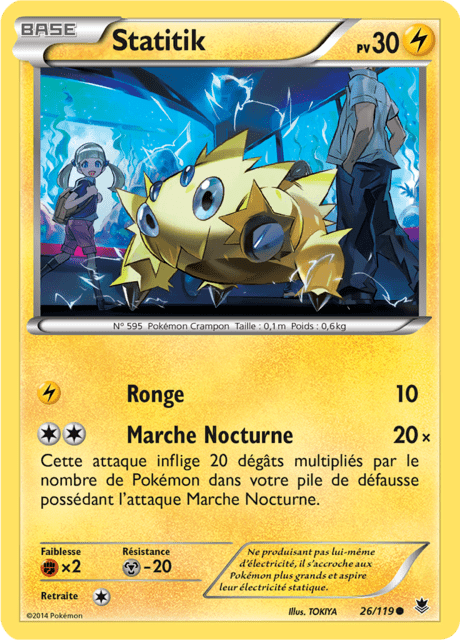 BASE
Statitik
PV 30
N° 595 Pokémon Crampon Taille : 0,1m Poids : 0,6kg
Ronge 10
Marche Nocturne 20×
Cette attaque inflige 20 dégâts multipliés par le
nombre de Pokémon dans votre pile de défausse
possédant l'attaque Marche Nocturne.
Faiblesse
×2
Résistance
-20
Retraite
Ne produisant pas lui-même
d'électricité, il s'accroche aux
Pokémon plus grands et aspire
leur électricité statique.
©2014 Pokémon
Illus. TOKIYA
26/119